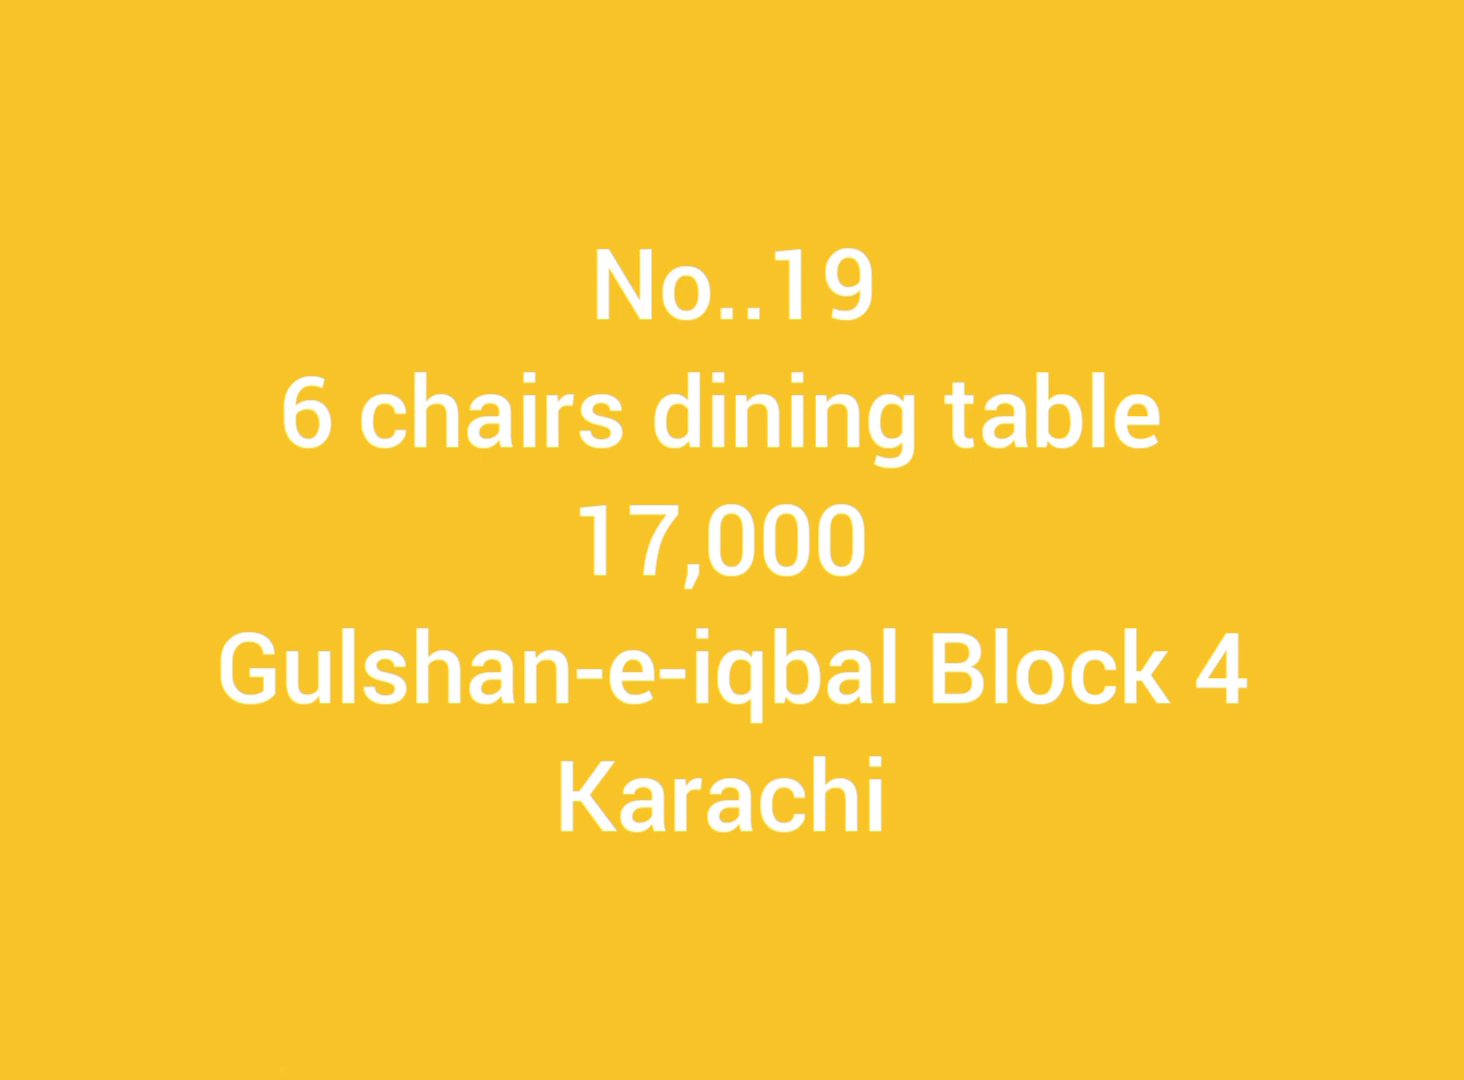 No..19
6 chairs dining table
17,000
Gulshan-e-iqbal Block 4
Karachi